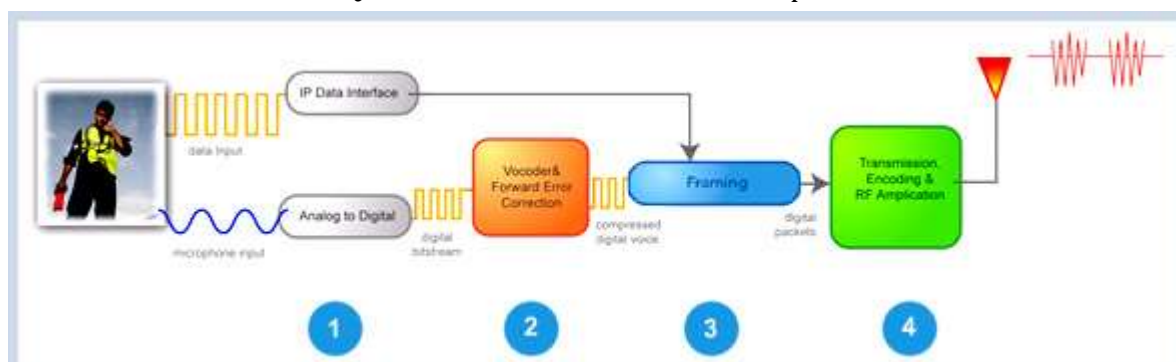 IP Data Interface
data input
Vocoder&
Forward Error
Correction
Framing
Transmission,
Encoding &
RF Amplication
Analog to Digital
microphone input
digital
bitstream
compressed
digital voice
digital
packets
1
2
3
4